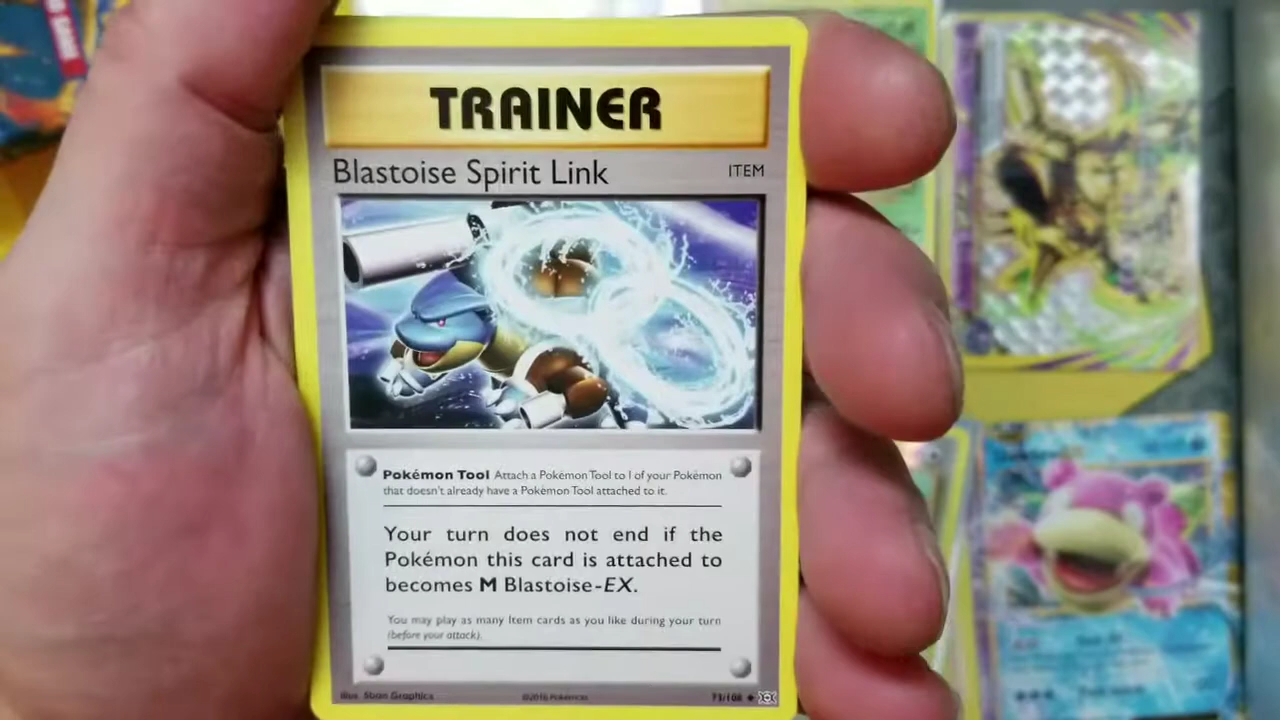 TRAINER
Blastoise Spirit Link
ITEM
Pokémon Tool Attach a Pokémon Tool to 1 of your Pokémon
that doesn't already have a Pokémon Tool attached to it.
Your turn does not end if the
Pokémon this card is attached to
becomes M Blastoise-EX.
You may play as many Item cards as you like during your turn
(before your attack).
Illus. 5ban Graphics
©2016 Pokémon
73/108